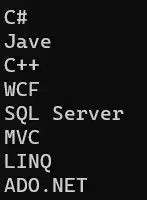 C#
Jave
C++
WCF
SQL Server
MVC
LINQ
ADO.NET